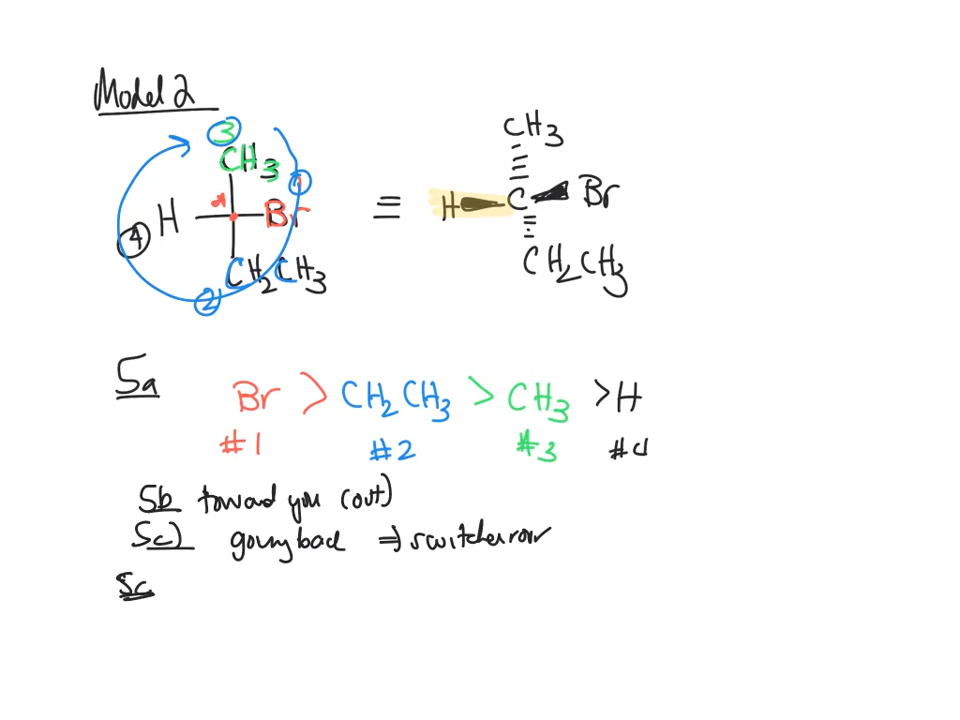 Model 2
③
CH3
①
H * Br
④
CH2CH3
②
≡
CH3
H C Br
CH2CH3
5a
Br > CH2CH3 > CH3 > H
#1 #2 #3 #4
5b toward you (out)
5c) going back ⇒
5c